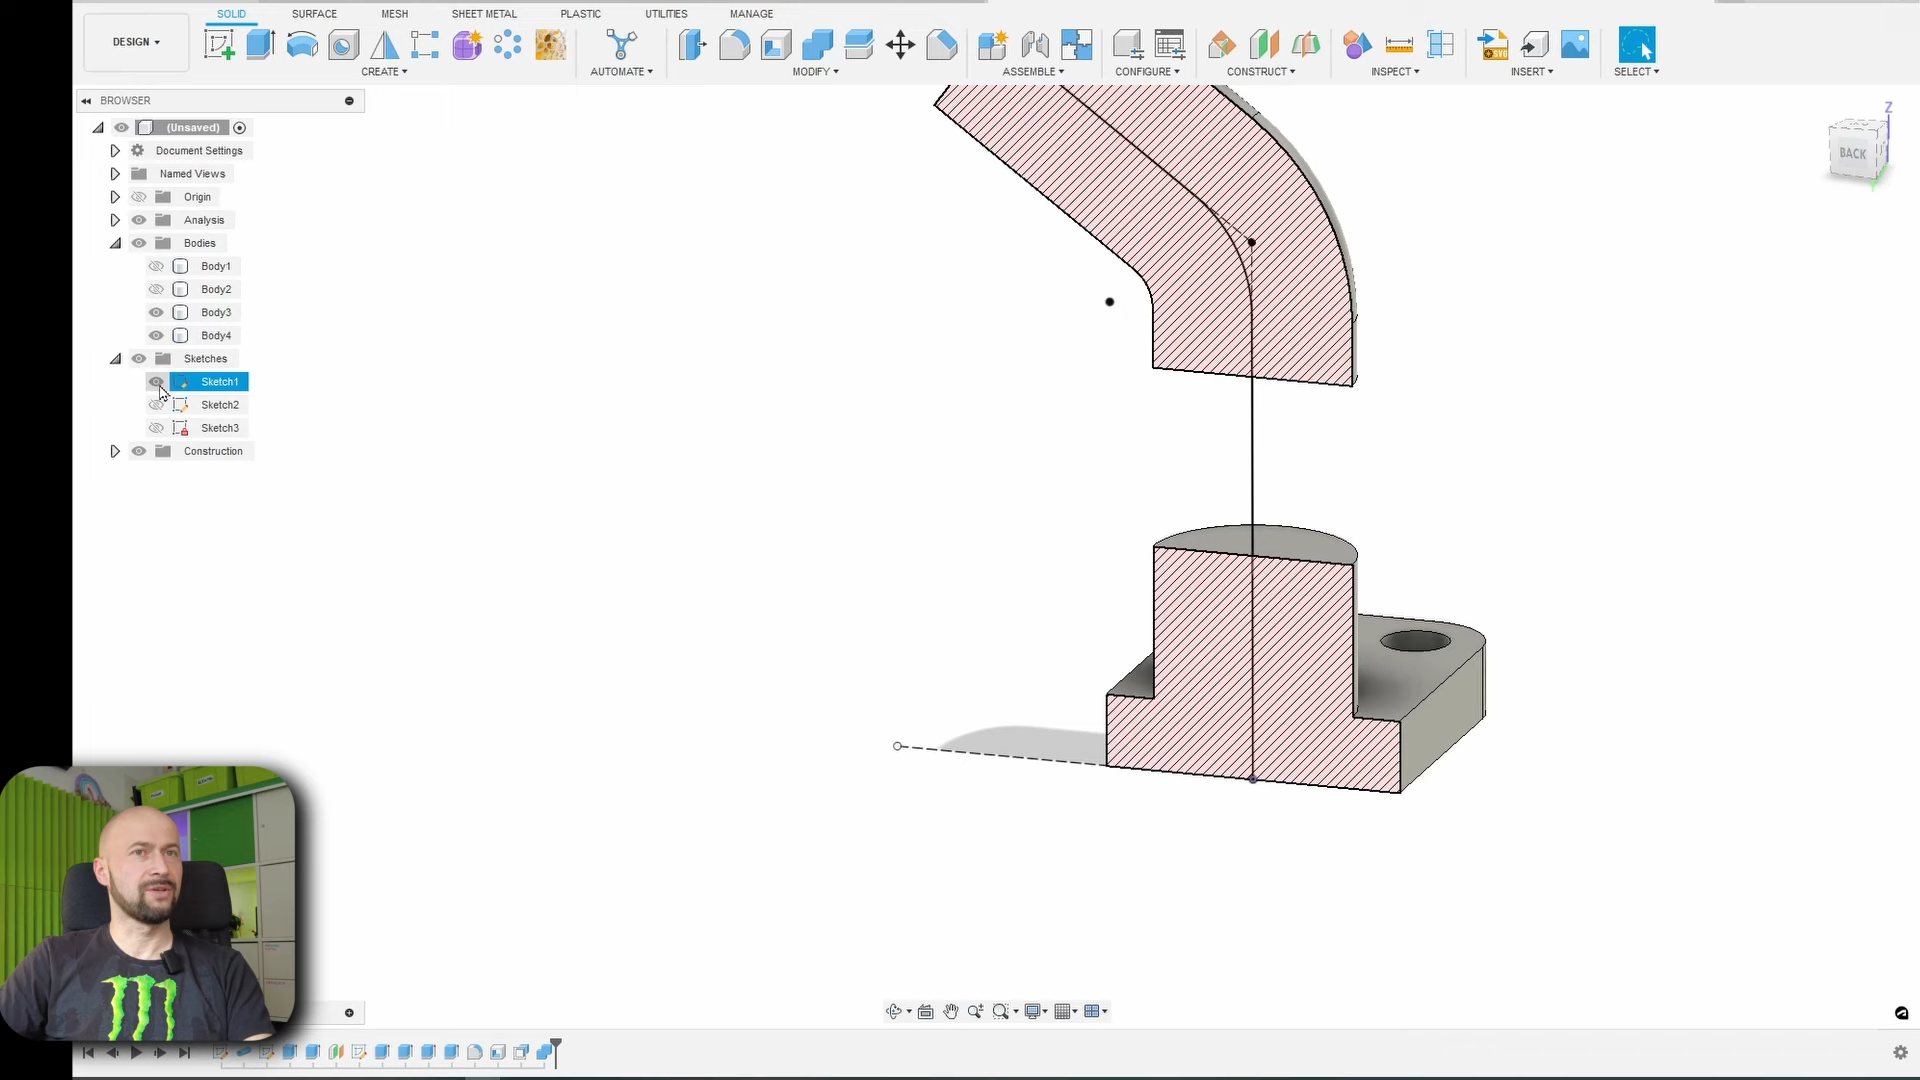 SOLID SURFACE MESH SHEET METAL PLASTIC UTILITIES MANAGE
DESIGN
CREATE AUTOMATE MODIFY ASSEMBLE CONFIGURE CONSTRUCT INSPECT INSERT SELECT
BROWSER
(Unsaved)
Document Settings
Named Views
Origin
Analysis
Bodies
Body1
Body2
Body3
Body4
Sketches
Sketch1
Sketch2
Sketch3
Construction
Z
BACK